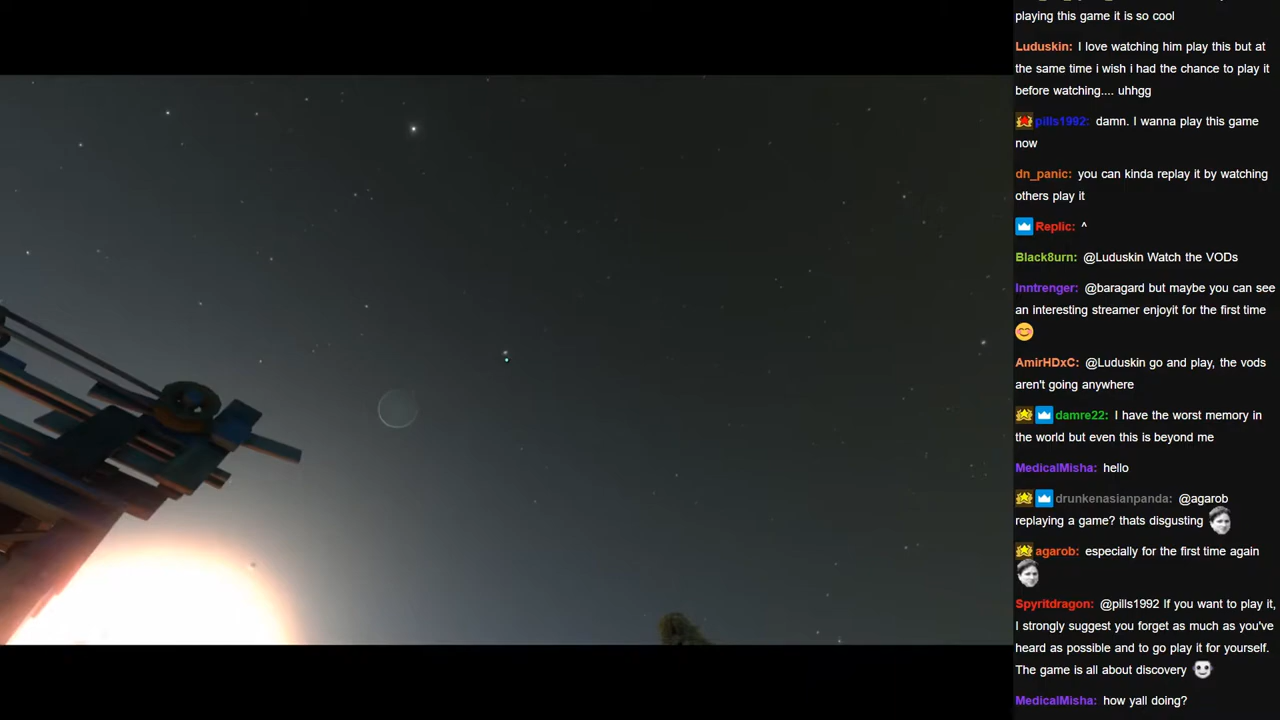 playing this game it is so cool
Luduskin: I love watching him play this but at
the same time i wish i had the chance to play it
before watching.... uhhgg
pills1992: damn. I wanna play this game
now
dn_panic: you can kinda replay it by watching
others play it
Replic: ^
Black8urn: @Luduskin Watch the VODs
Inntrenger: @baragard but maybe you can see
an interesting streamer enjoyit for the first time
AmirHDxC: @Luduskin go and play, the vods
aren't going anywhere
damre22: I have the worst memory in
the world but even this is beyond me
MedicalMisha: hello
drunkenasianpanda: @agarob
replaying a game? thats disgusting
agarob: especially for the first time again
Spyritdragon: @pills1992 If you want to play it,
I strongly suggest you forget as much as you've
heard as possible and to go play it for yourself.
The game is all about discovery
MedicalMisha: how yall doing?